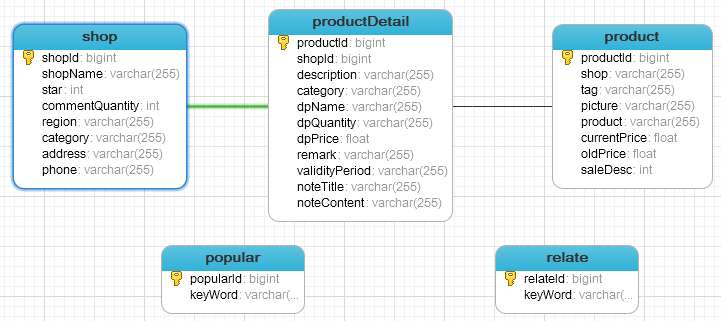 shop
shopId: bigint
shopName: varchar(255)
star: int
commentQuantity: int
region: varchar(255)
category: varchar(255)
address: varchar(255)
phone: varchar(255)
productDetail
productId: bigint
shopId: bigint
description: varchar(255)
category: varchar(255)
dpName: varchar(255)
dpQuantity: varchar(255)
dpPrice: float
remark: varchar(255)
validityPeriod: varchar(255)
noteTitle: varchar(255)
noteContent: varchar(255)
product
productId: bigint
shop: varchar(255)
tag: varchar(255)
picture: varchar(255)
product: varchar(255)
currentPrice: float
oldPrice: float
saleDesc: int
popular
popularId: bigint
keyWord: varchar(...
relate
relateId: bigint
keyWord: varchar(...